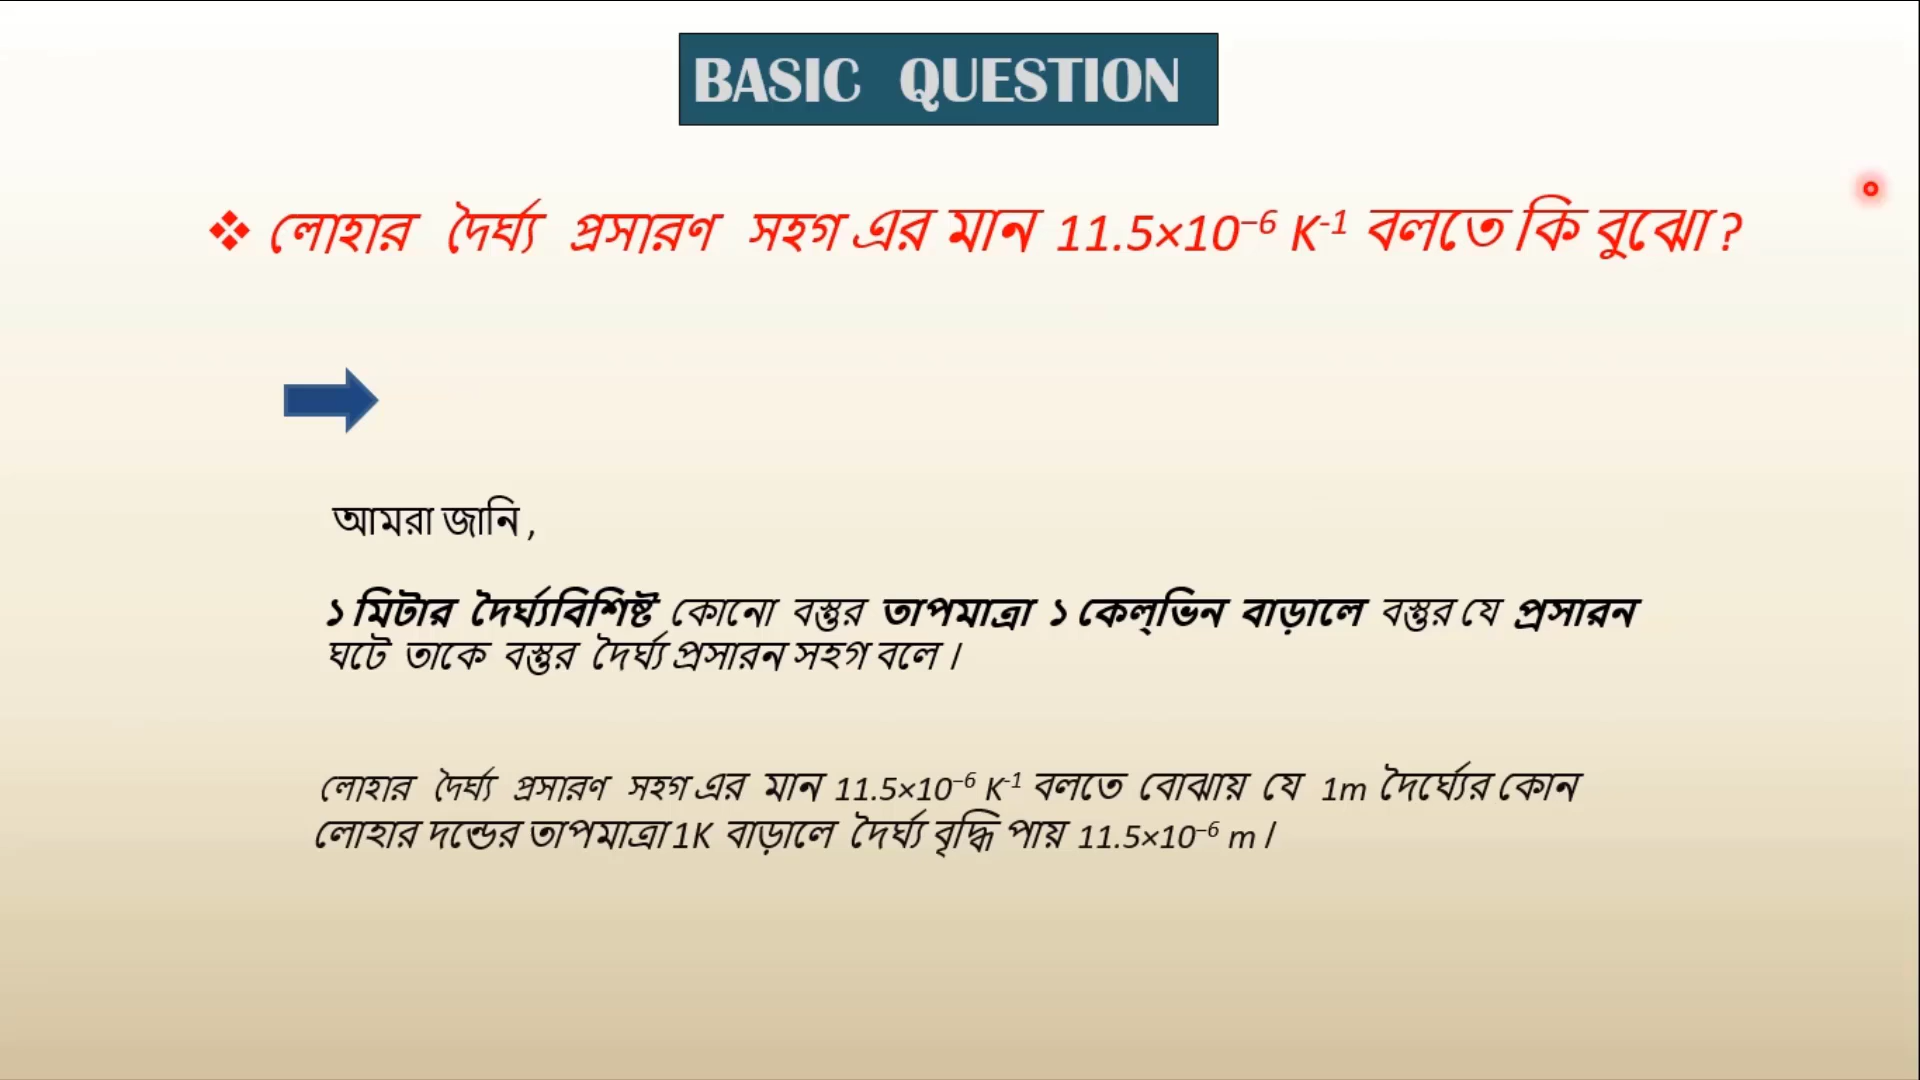 BASIC QUESTION
❖ লোহার দৈর্ঘ্য প্রসারণ সহগ এর মান 11.5×10⁻⁶ K⁻¹ বলতে কি বুঝো ?
আমরা জানি ,
১ মিটার দৈর্ঘ্যবিশিষ্ট কোনো বস্তুর তাপমাত্রা ১ কেল্‌ভিন বাড়ালে বস্তুর যে প্রসারন
ঘটে তাকে বস্তুর দৈর্ঘ্য প্রসারন সহগ বলে ।
লোহার দৈর্ঘ্য প্রসারণ সহগ এর মান 11.5×10⁻⁶ K⁻¹ বলতে বোঝায় যে 1m দৈর্ঘ্যের কোন
লোহার দন্ডের তাপমাত্রা 1K বাড়ালে দৈর্ঘ্য বৃদ্ধি পায় 11.5×10⁻⁶ m ।